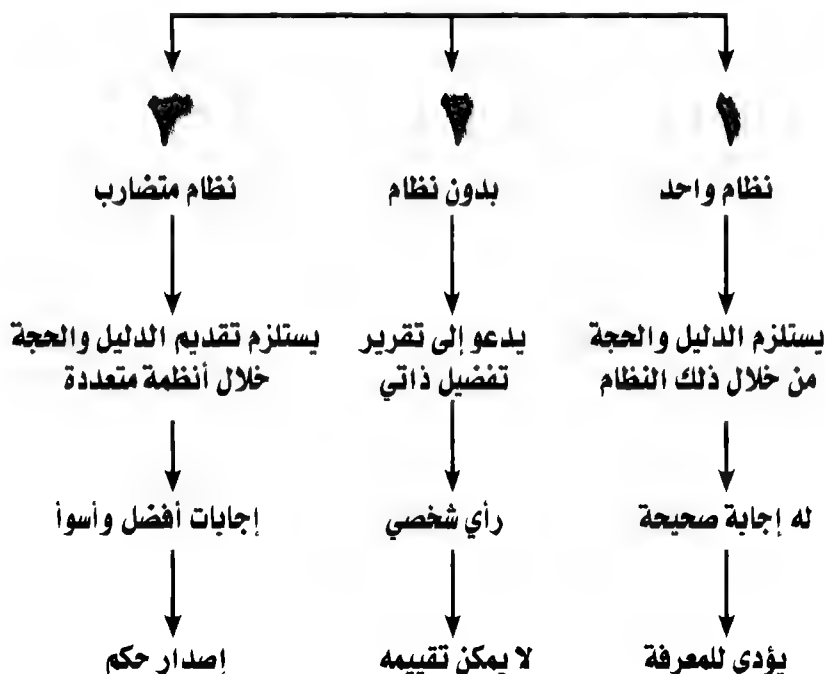 ١
نظام واحد
يستلزم الدليل والحجة
من خلال ذلك النظام
له إجابة صحيحة
يؤدي للمعرفة
٢
بدون نظام
يدعو إلى تقرير
تفضيل ذاتي
رأي شخصي
لا يمكن تقييمه
٣
نظام متضارب
يستلزم تقديم الدليل والحجة
خلال أنظمة متعددة
إجابات أفضل وأسوأ
إصدار حكم